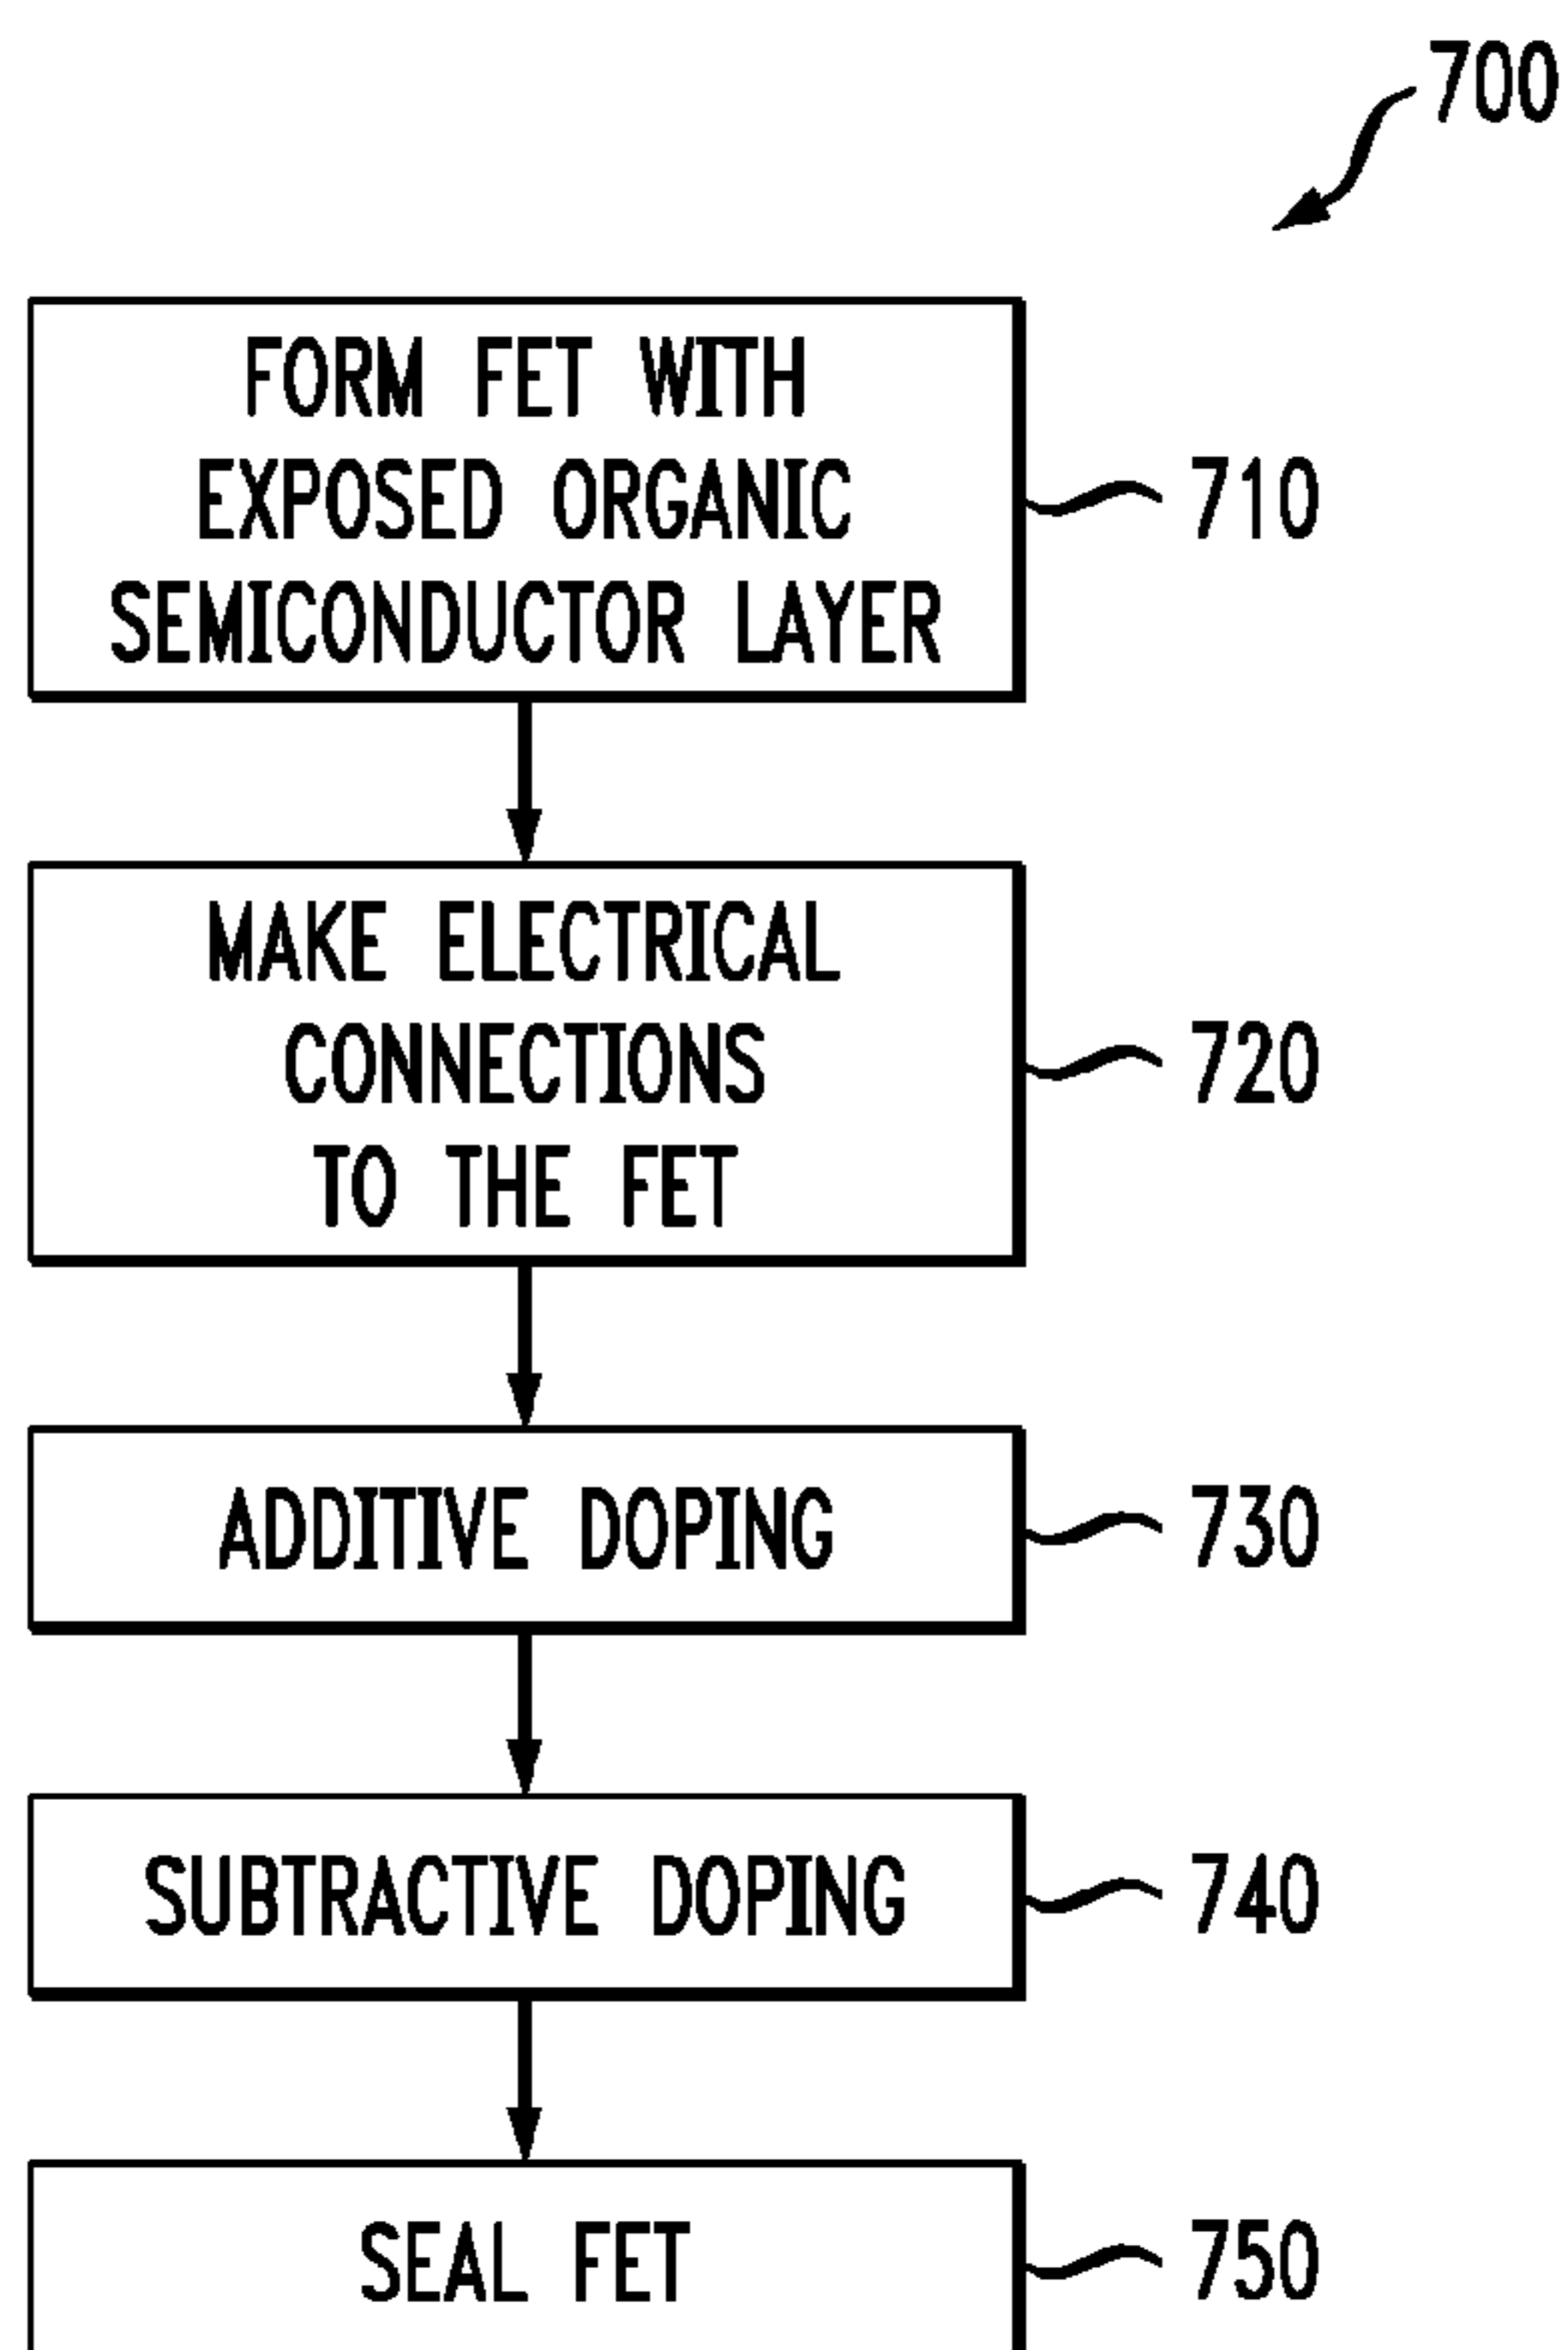 700
FORM FET WITH
EXPOSED ORGANIC
SEMICONDUCTOR LAYER
710
MAKE ELECTRICAL
CONNECTIONS
TO THE FET
720
ADDITIVE DOPING
730
SUBTRACTIVE DOPING
740
SEAL FET
750